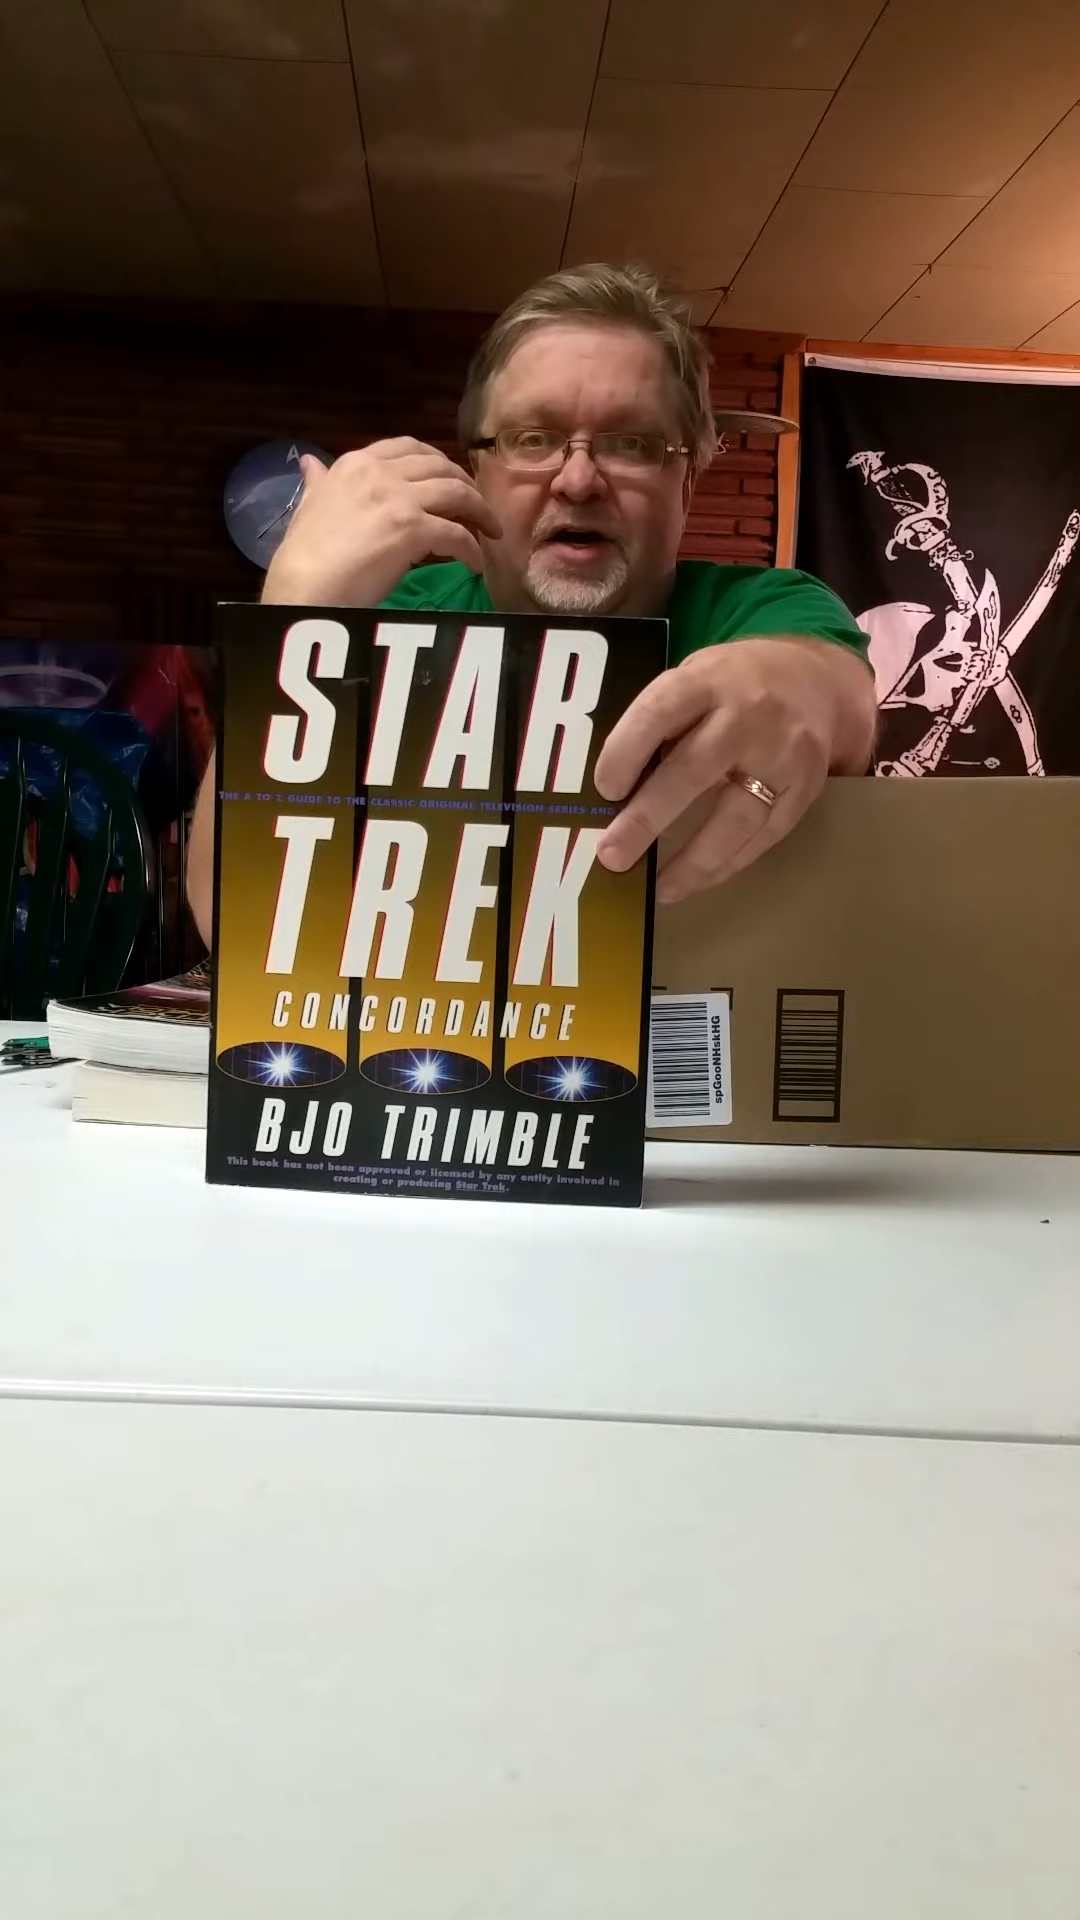 STAR
THE A TO Z GUIDE TO THE CLASSIC ORIGINAL TELEVISION SERIES AND
TREK
CONCORDANCE
BJO TRIMBLE
This book has not been approved or licensed by any entity involved in
creating or producing Star Trek.
spGooNHskHG